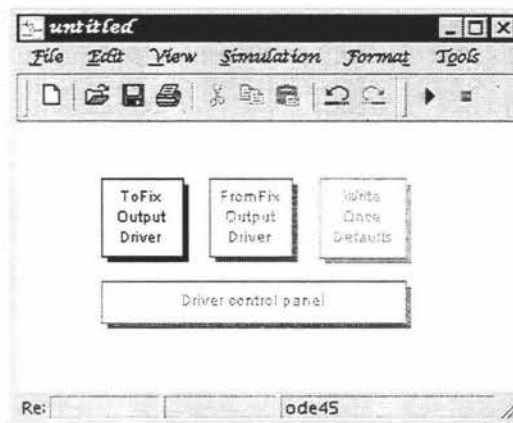 untitled
File Edit View Simulation Format Tools
ToFix
Output
Driver
FromFix
Output
Driver
Write
Once
Defaults
Driver control panel
Re: ode45